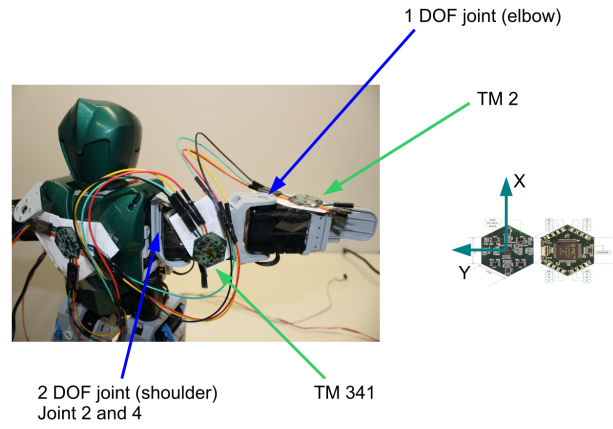 1 DOF joint (elbow)
TM 2
X
Y
2 DOF joint (shoulder)
Joint 2 and 4
TM 341